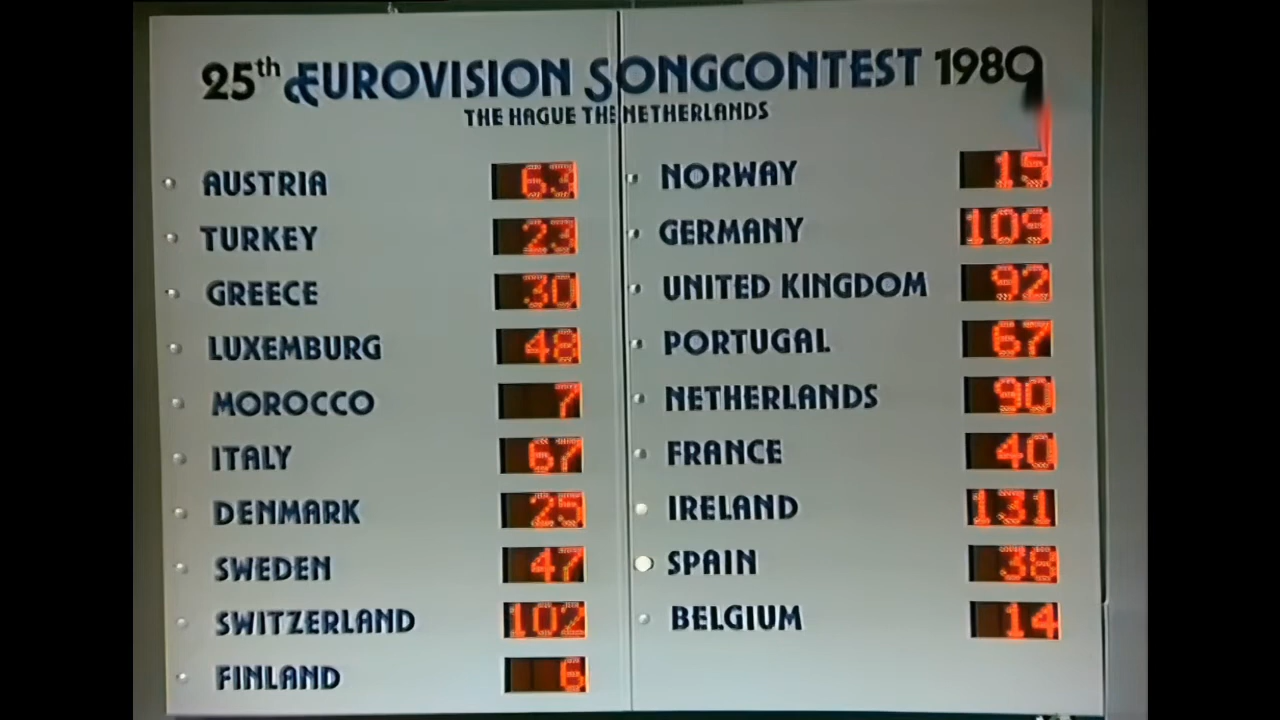 25th EUROVISION SONGCONTEST 1980
THE HAGUE THE NETHERLANDS
AUSTRIA 63
TURKEY 23
GREECE 30
LUXEMBURG 48
MOROCCO 7
ITALY 67
DENMARK 25
SWEDEN 47
SWITZERLAND 102
FINLAND 6
NORWAY 15
GERMANY 109
UNITED KINGDOM 92
PORTUGAL 67
NETHERLANDS 90
FRANCE 40
IRELAND 131
SPAIN 38
BELGIUM 14